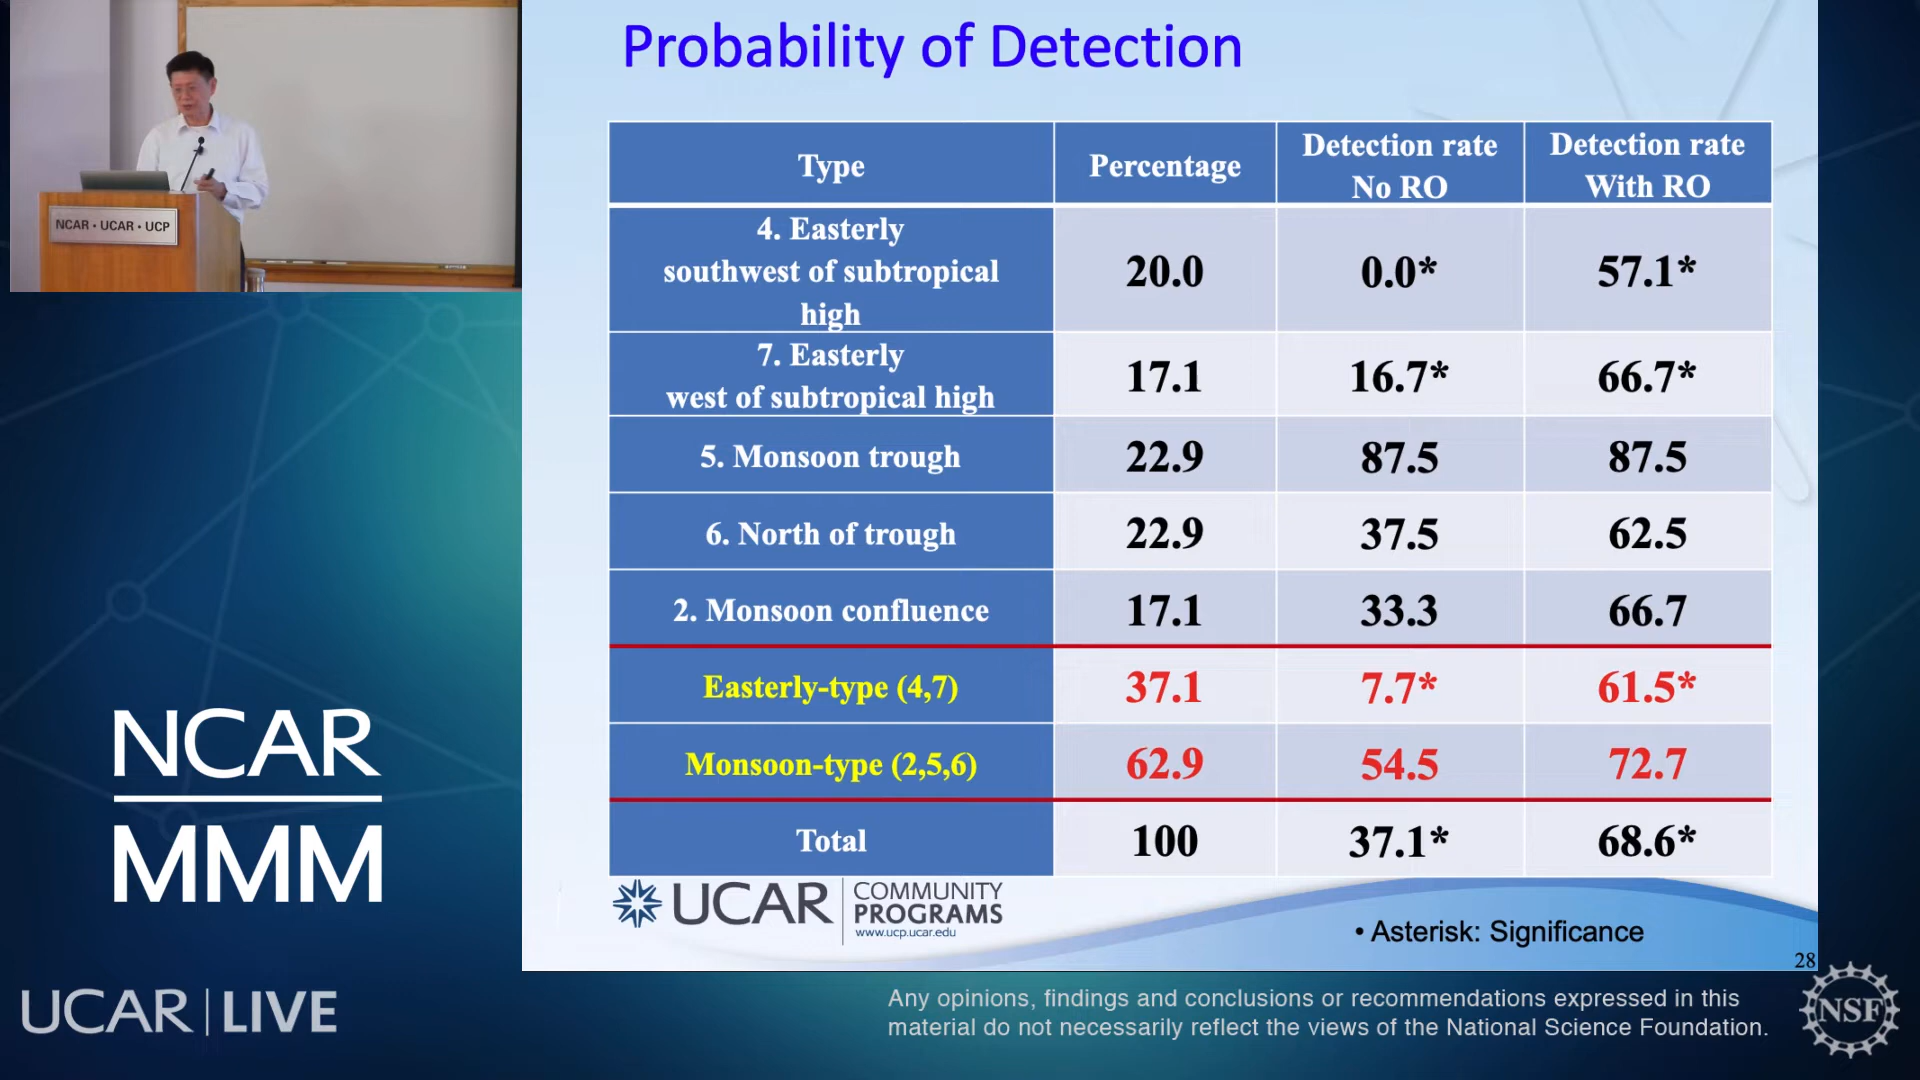 Probability of Detection
Type
Percentage
Detection rate
No RO
Detection rate
With RO
4. Easterly
southwest of subtropical
high
20.0
0.0*
57.1*
7. Easterly
west of subtropical high
17.1
16.7*
66.7*
5. Monsoon trough
22.9
87.5
87.5
6. North of trough
22.9
37.5
62.5
2. Monsoon confluence
17.1
33.3
66.7
Easterly-type (4,7)
37.1
7.7*
61.5*
Monsoon-type (2,5,6)
62.9
54.5
72.7
Total
100
37.1*
68.6*
UCAR
COMMUNITY
PROGRAMS
www.ucp.ucar.edu
• Asterisk: Significance
28
NCAR • UCAR • UCP
NCAR
MMM
UCAR | LIVE
Any opinions, findings and conclusions or recommendations expressed in this
material do not necessarily reflect the views of the National Science Foundation.
NSF